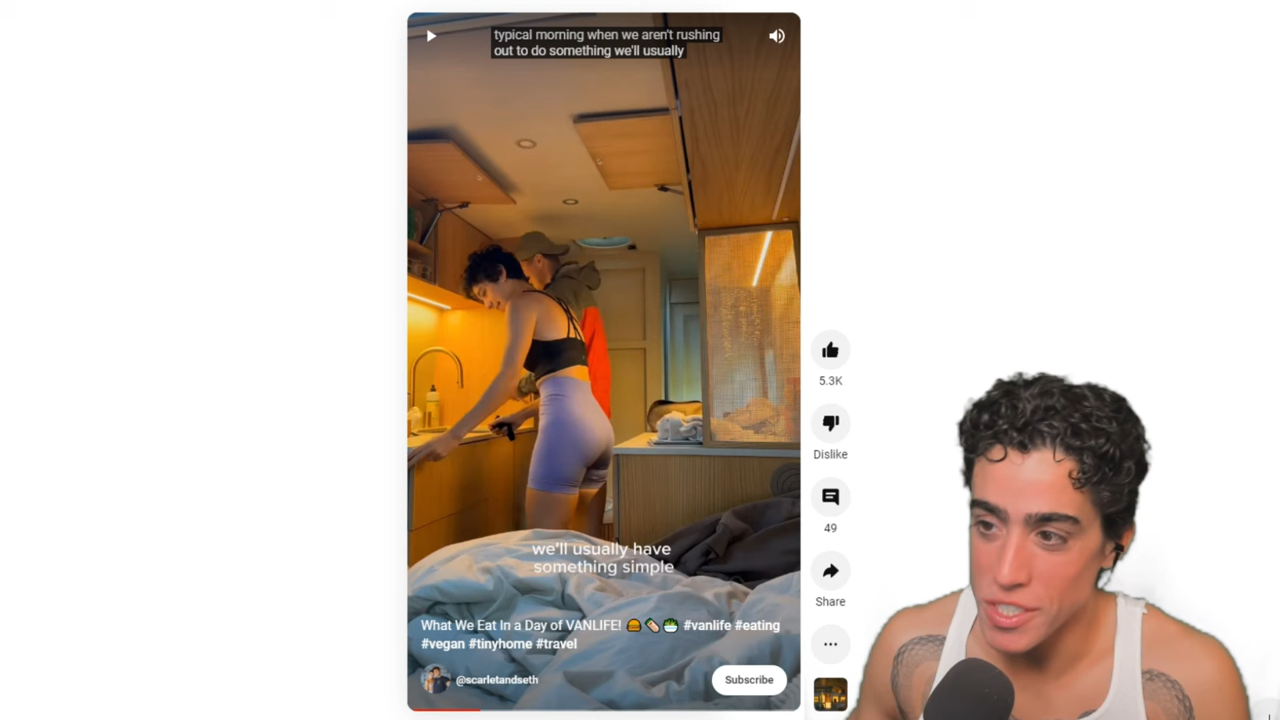 typical morning when we aren't rushing
out to do something we'll usually
we'll usually have
something simple
What We Eat In a Day of VANLIFE! 🍔🌯🥗 #vanlife #eating
#vegan #tinyhome #travel
@scarletandseth
Subscribe
5.3K
Dislike
49
Share